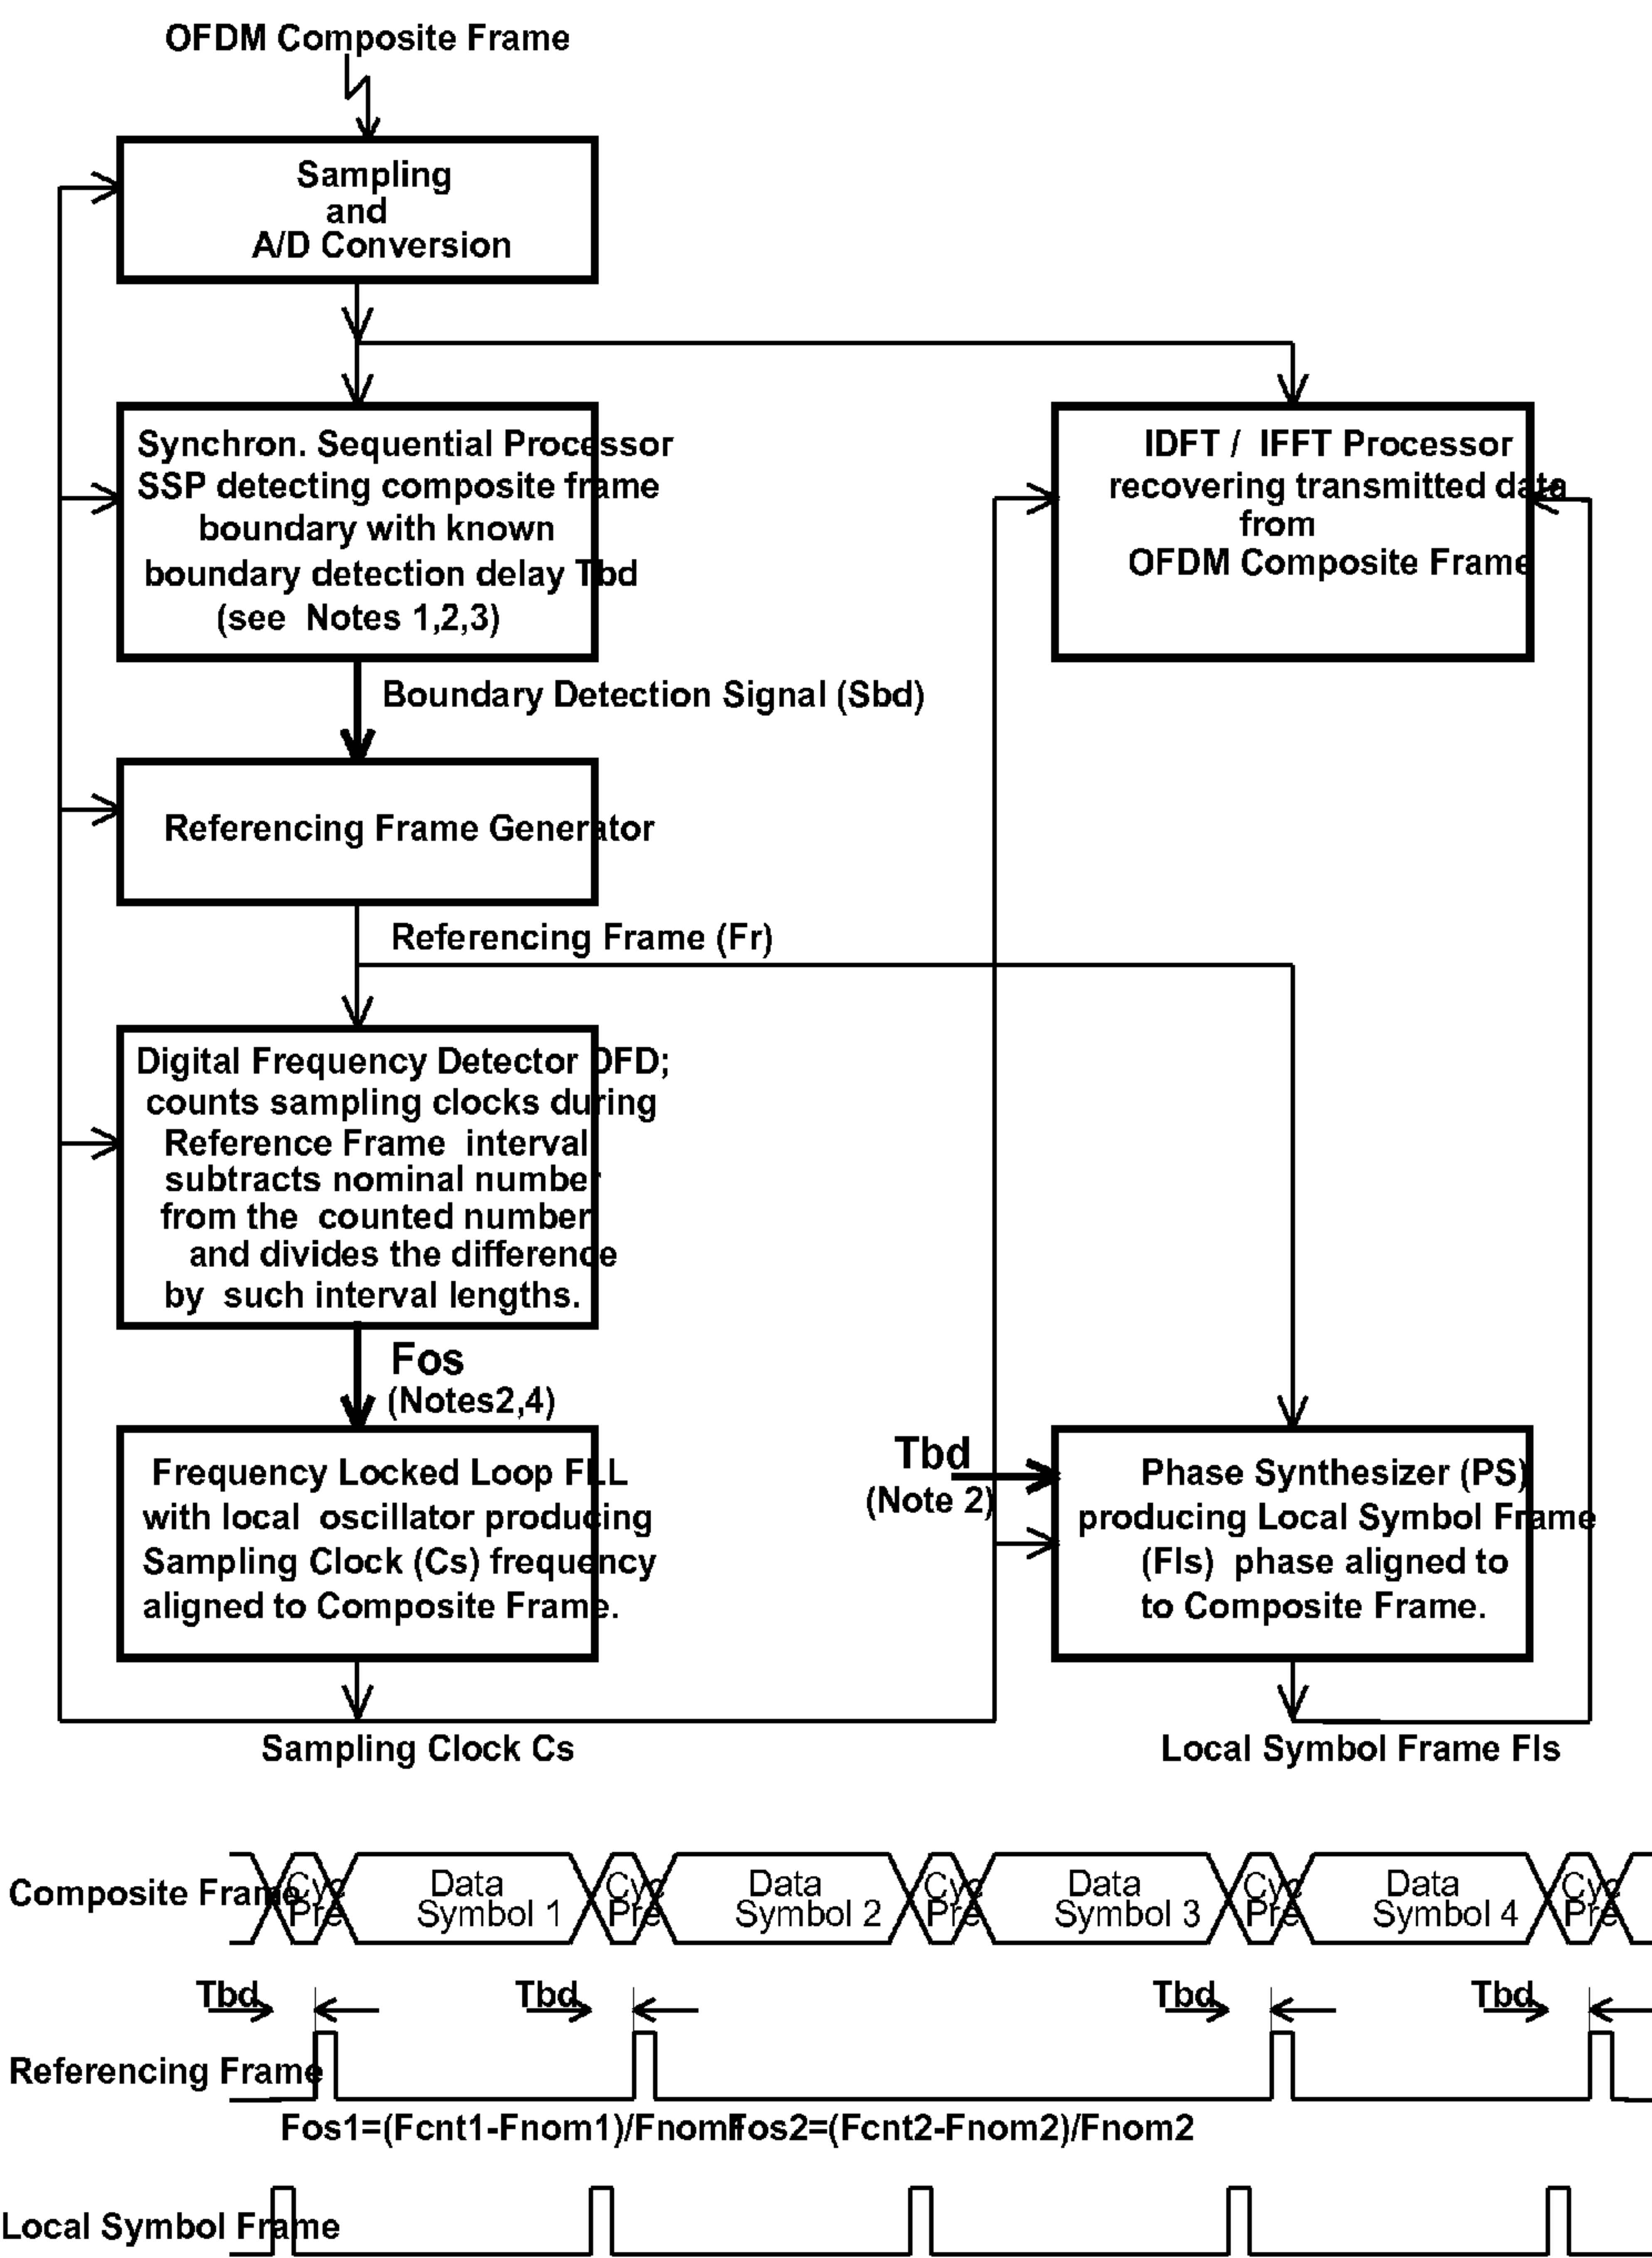 OFDM Composite Frame
Sampling
and
A/D Conversion
Synchron. Sequential Processor
SSP detecting composite frame
boundary with known
boundary detection delay Tbd
(see Notes 1,2,3)
IDFT / IFFT Processor
recovering transmitted data
from
OFDM Composite Frame
Boundary Detection Signal (Sbd)
Referencing Frame Generator
Referencing Frame (Fr)
Digital Frequency Detector DFD;
counts sampling clocks during
Reference Frame interval
subtracts nominal number
from the counted number
and divides the difference
by such interval lengths.
Fos
(Notes2,4)
Frequency Locked Loop FLL
with local oscillator producing
Sampling Clock (Cs) frequency
aligned to Composite Frame.
Tbd
(Note 2)
Phase Synthesizer (PS)
producing Local Symbol Frame
(Fls) phase aligned to
to Composite Frame.
Sampling Clock Cs
Local Symbol Frame Fls
Composite Frame
Cyc
Pre
Data
Symbol 1
Cyc
Pre
Data
Symbol 2
Cyc
Pre
Data
Symbol 3
Cyc
Pre
Data
Symbol 4
Cyc
Pre
Tbd
Tbd
Tbd
Tbd
Referencing Frame
Fos1=(Fcnt1-Fnom1)/Fnom1
Fos2=(Fcnt2-Fnom2)/Fnom2
Local Symbol Frame